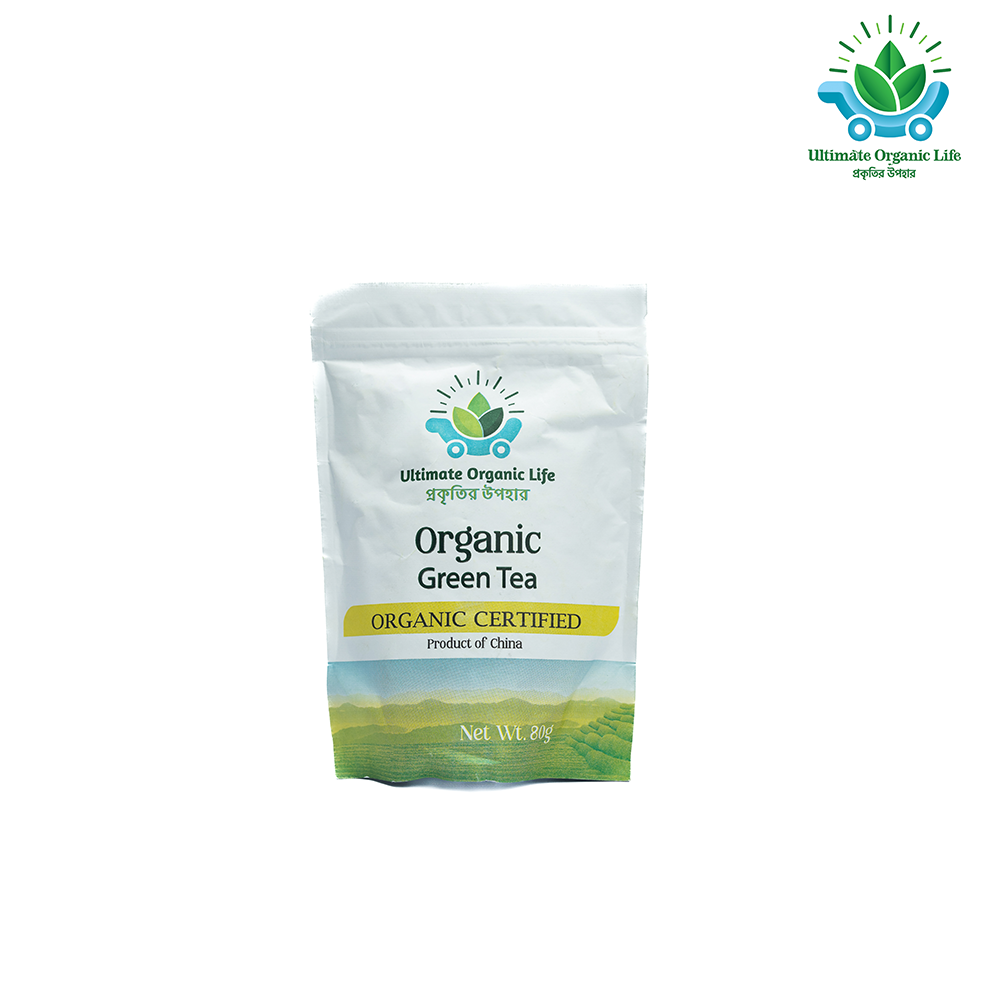 Ultimate Organic Life
প্রকৃতির উপহার
Ultimate Organic Life
প্রকৃতির উপহার
Organic
Green Tea
ORGANIC CERTIFIED
Product of China
Net Wt. 80g